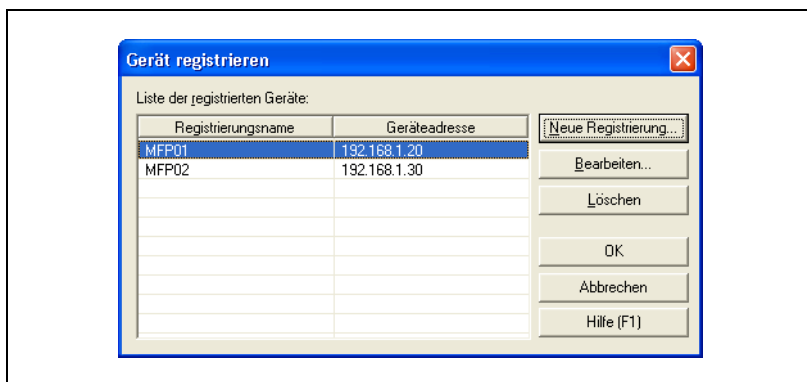 Gerät registrieren
Liste der registrierten Geräte:
Registrierungsname Geräteadresse
MFP01 192.168.1.20
MFP02 192.168.1.30
Neue Registrierung...
Bearbeiten...
Löschen
OK
Abbrechen
Hilfe (F1)